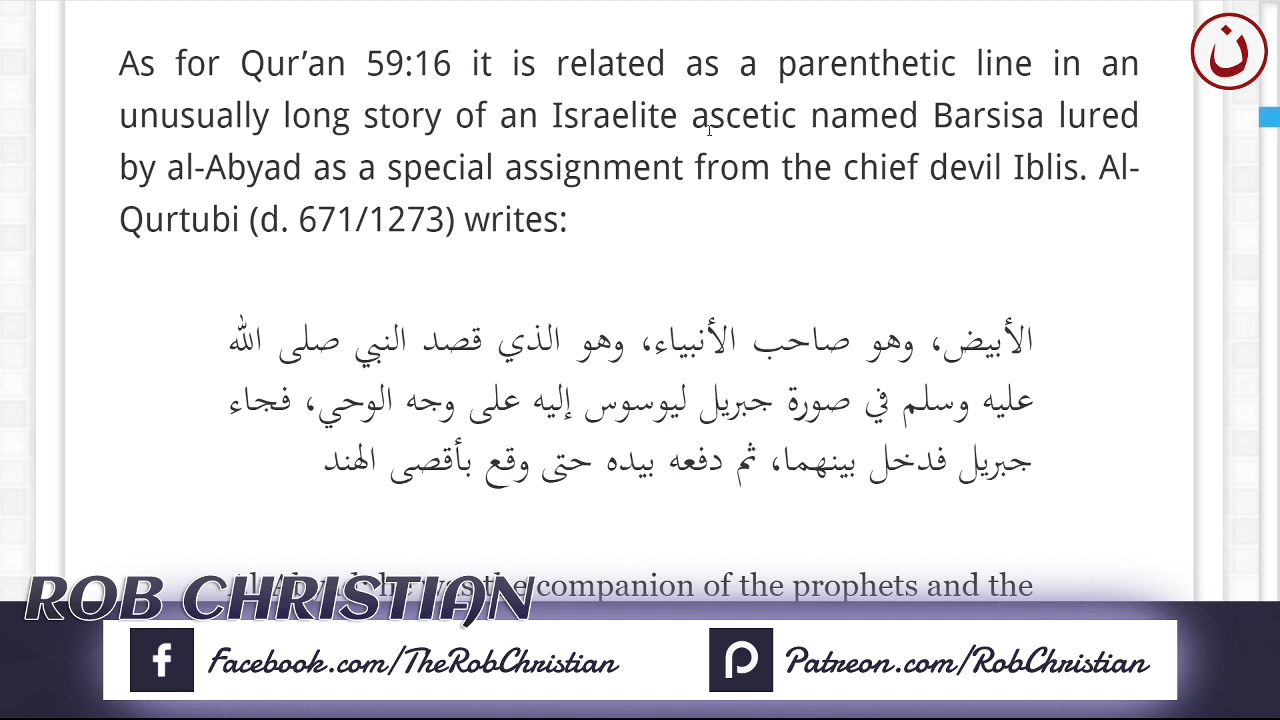 As for Qur’an 59:16 it is related as a parenthetic line in an
unusually long story of an Israelite ascetic named Barsisa lured
by al-Abyad as a special assignment from the chief devil Iblis. Al-
Qurtubi (d. 671/1273) writes:
الأبيض، وهو صاحب الأنبياء، وهو الذي قصد النبي صلى الله
عليه وسلم في صورة جبريل ليوسوس إليه على وجه الوحي، فجاء
جبريل فدخل بينهما، ثم دفعه بيده حتى وقع بأقصى الهند
the companion of the prophets and the
ROB CHRISTIAN
Facebook.com/TheRobChristian
Patreon.com/RobChristian
ن